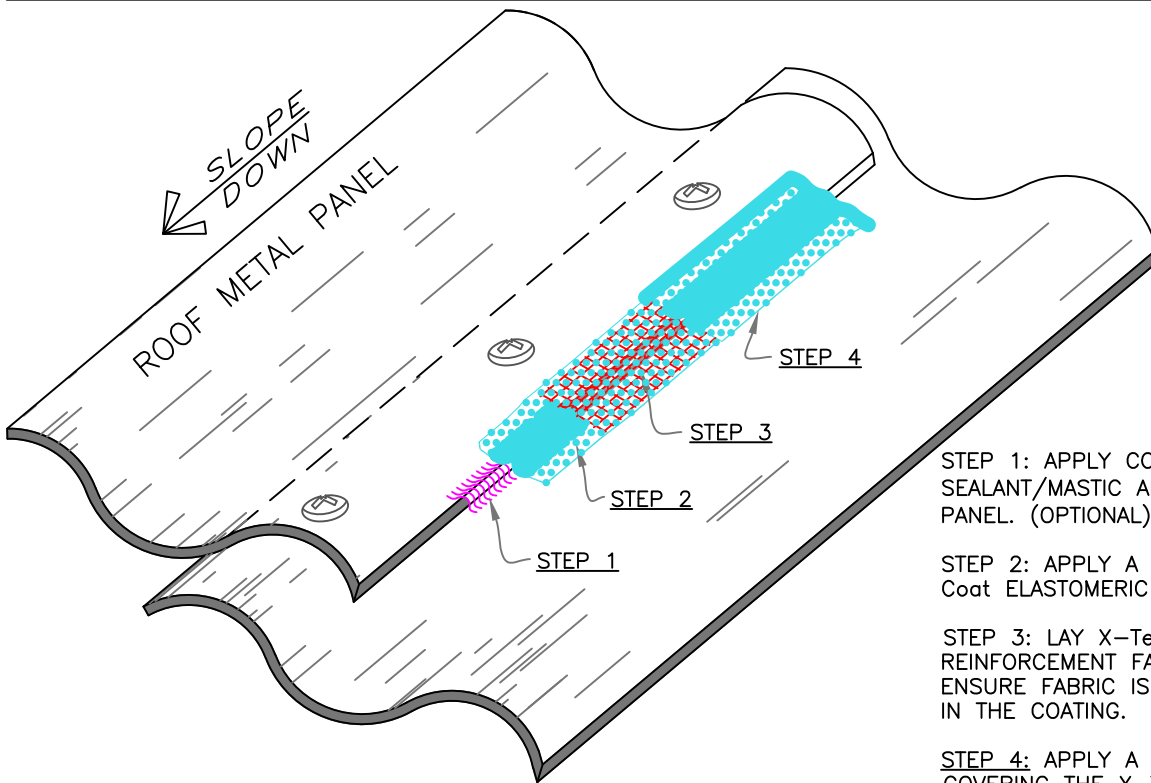 SLOPE
DOWN
ROOF METAL PANEL
STEP 4
STEP 3
STEP 2
STEP 1
STEP 1: APPLY
SEALANT/MASTIC
PANEL. (OPTIONAL)
STEP 2: APPLY A
Coat ELASTOMERIC
STEP 3: LAY
REINFORCEMENT
ENSURE FABRIC IS
IN THE COATING.
STEP 4: APPLY A
COVERING THE